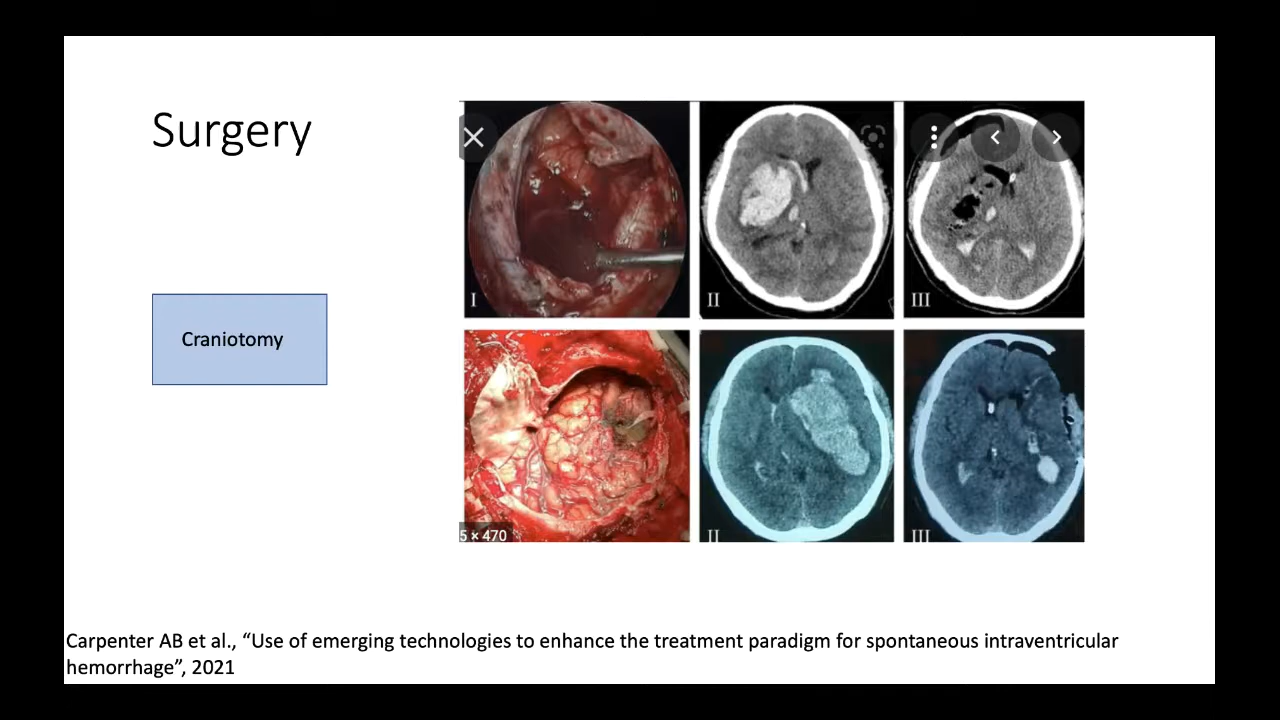 Surgery
Craniotomy
I
II
III
5 × 470
II
III
Carpenter AB et al., “Use of emerging technologies to enhance the treatment paradigm for spontaneous intraventricular
hemorrhage”, 2021